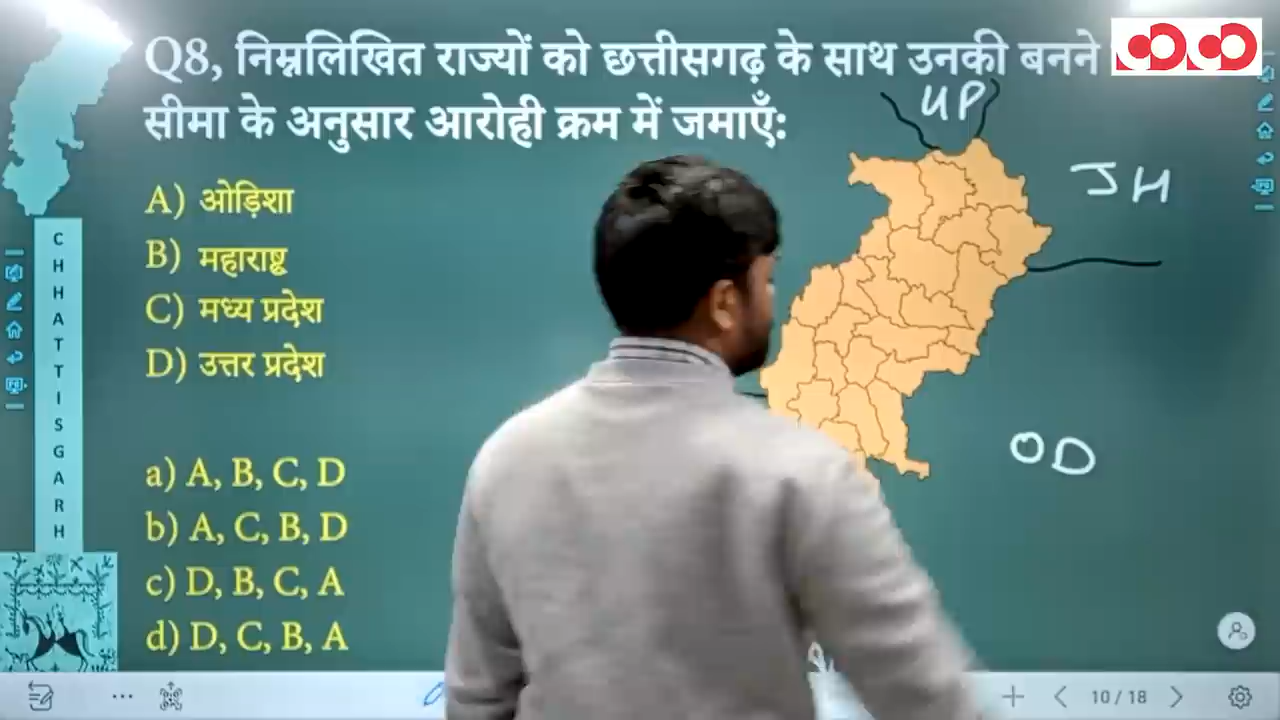 Q8, निम्नलिखित राज्यों को छत्तीसगढ़ के साथ उनकी बनने
सीमा के अनुसार आरोही क्रम में जमाएँ:
A) ओड़िशा
B) महाराष्ट्र
C) मध्य प्रदेश
D) उत्तर प्रदेश
a) A, B, C, D
b) A, C, B, D
c) D, B, C, A
d) D, C, B, A
UP
JH
OD
CHHATTISGARH
10 / 18